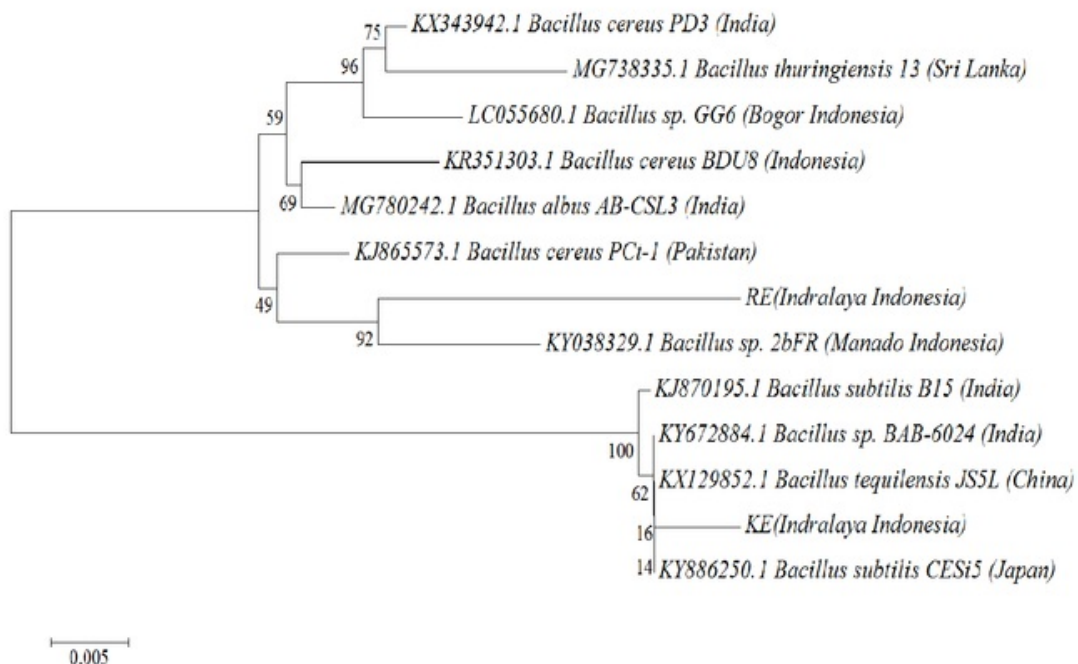 75
KX343942.1 Bacillus cereus PD3 (India)
96
MG738335.1 Bacillus thuringiensis 13 (Sri Lanka)
59
LC055680.1 Bacillus sp. GG6 (Bogor Indonesia)
KR351303.1 Bacillus cereus BDU8 (Indonesia)
69
MG780242.1 Bacillus albus AB-CSL3 (India)
KJ865573.1 Bacillus cereus PCt-1 (Pakistan)
49
RE(Indralaya Indonesia)
92
KY038329.1 Bacillus sp. 2bFR (Manado Indonesia)
KJ870195.1 Bacillus subtilis B15 (India)
100
KY672884.1 Bacillus sp. BAB-6024 (India)
62
KX129852.1 Bacillus tequilensis JS5L (China)
16
KE(Indralaya Indonesia)
14
KY886250.1 Bacillus subtilis CESi5 (Japan)
0.005